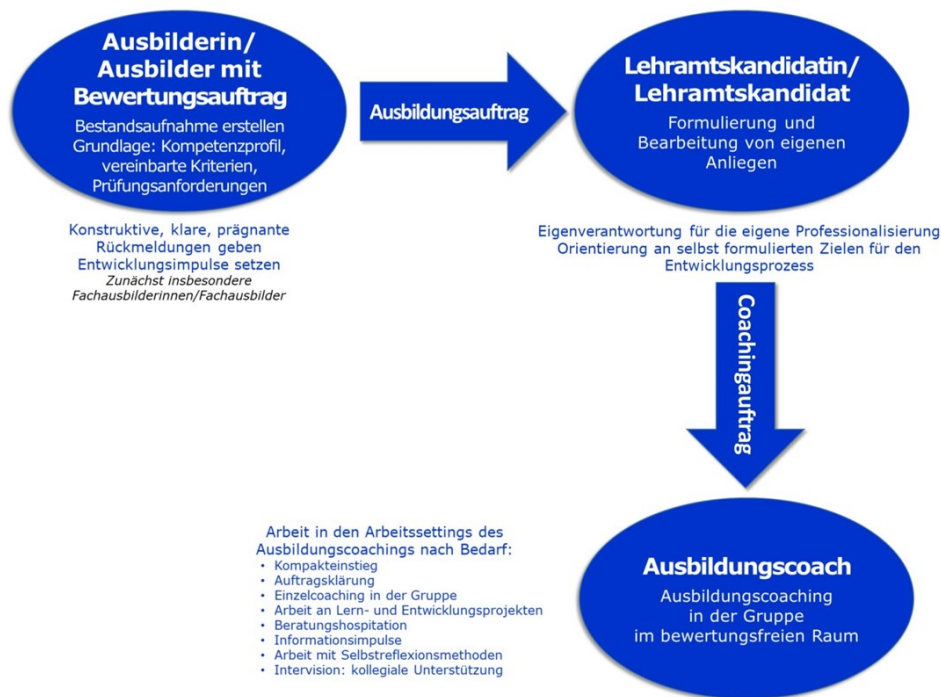 Ausbilderin/
Ausbilder mit
Bewertungsauftrag
Bestandsaufnahme erstellen
Grundlage: Kompetenzprofil,
vereinbarte Kriterien,
Prüfungsanforderungen
Konstruktive, klare, prägnante
Rückmeldungen geben
Entwicklungsimpulse setzen
Zunächst insbesondere
Fachausbilderinnen/Fachausbilder
Ausbildungsauftrag
Lehramtskandidatin/
Lehramtskandidat
Formulierung und
Bearbeitung von eigenen
Anliegen
Eigenverantwortung für die eigene Professionalisierung
Orientierung an selbst formulierten Zielen für den
Entwicklungsprozess
Coachingauftrag
Ausbildungscoach
Ausbildungscoaching
in der Gruppe
im bewertungsfreien Raum
Arbeit in den Arbeitssettings des
Ausbildungscoachings nach Bedarf:
• Kompakteinstieg
• Auftragsklärung
• Einzelcoaching in der Gruppe
• Arbeit an Lern- und Entwicklungsprojekten
• Beratungshospitation
• Informationsimpulse
• Arbeit mit Selbstreflexionsmethoden
• Intervision: kollegiale Unterstützung